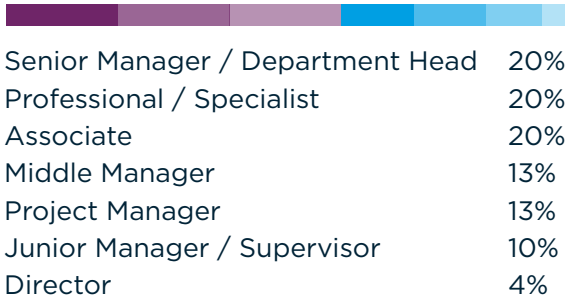 Senior Manager / Department Head 20%
Professional / Specialist 20%
Associate 20%
Middle Manager 13%
Project Manager 13%
Junior Manager / Supervisor 10%
Director 4%